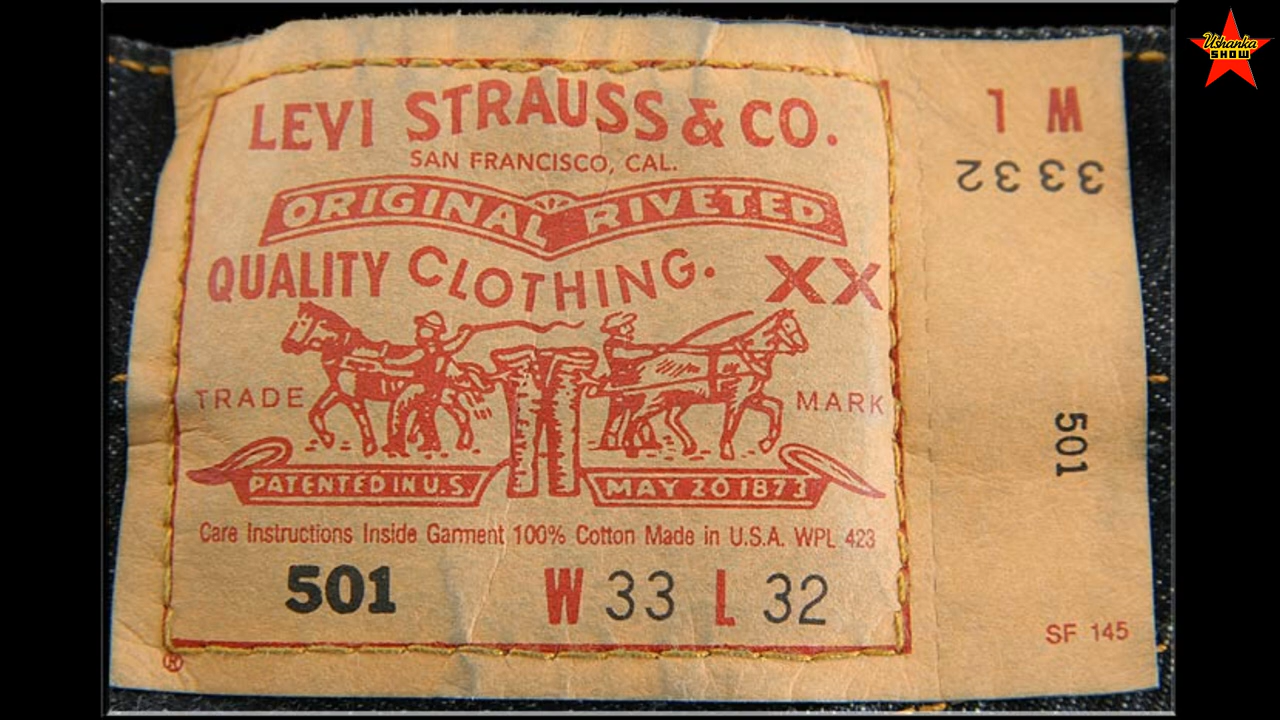 LEVI STRAUSS & CO.
SAN FRANCISCO, CAL.
ORIGINAL RIVETED
QUALITY CLOTHING. XX
TRADE MARK
PATENTED IN U.S. MAY 20 1873
Care Instructions Inside Garment 100% Cotton Made in U.S.A. WPL 423
501 W 33 L 32
®
W L
33 32
501
SF 145
Ushanka
SHOW